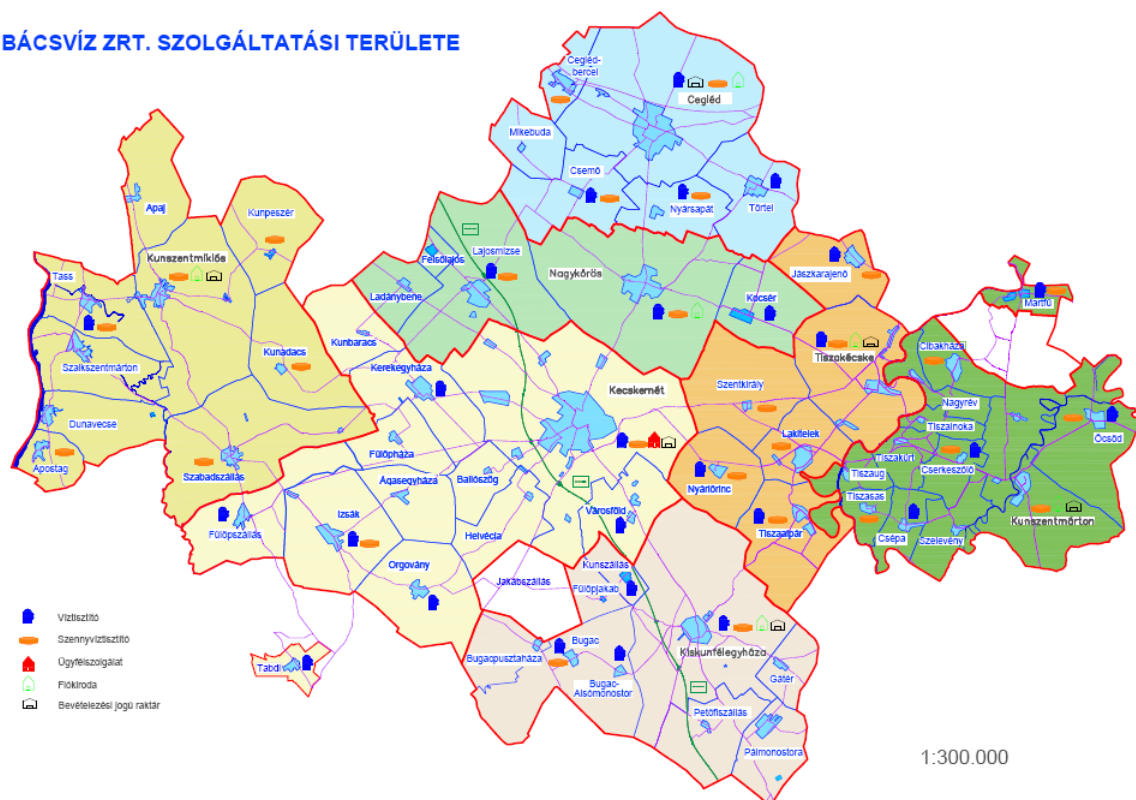 BÁCSVÍZ ZRT. SZOLGÁLTATÁSI TERÜLETE
Cegléd-
bercel
Cegléd
Mikebuda
Csemő
Nyársapát
Törtel
Apaj
Kunpeszér
Kunszentmiklós
Tass
Felsőlajos
Lajosmizse
Nagykőrös
Jászkarajenő
Ladánybene
Kocsér
Martfű
Kunbaracs
Kunadacs
Szalkszentmárton
Tiszakécske
Cibakháza
Kerekegyháza
Kecskemét
Szentkirály
Nagyrév
Dunavecse
Tiszainoka
Öcsöd
Lakitelek
Fülöpháza
Tiszakürt
Cserkeszőlő
Apostag
Szabadszállás
Ágasegyháza
Ballószög
Nyárlőrinc
Tiszaug
Tiszasas
Izsák
Városföld
Kunszentmárton
Fülöpszállás
Helvécia
Tiszaalpár
Csépa
Szelevény
Orgovány
Kunszállás
Jakabszállás
Fülöpjakab
Víztisztító
Szennyvíztisztító
Ügyfélszolgálat
Fiókiroda
Bevételezési jogú raktár
Bugac
Kiskunfélegyháza
Bugacpusztaháza
Tabdi
Gátér
Bugac-
Alsómonostor
Petőfiszállás
Pálmonostora
1:300.000